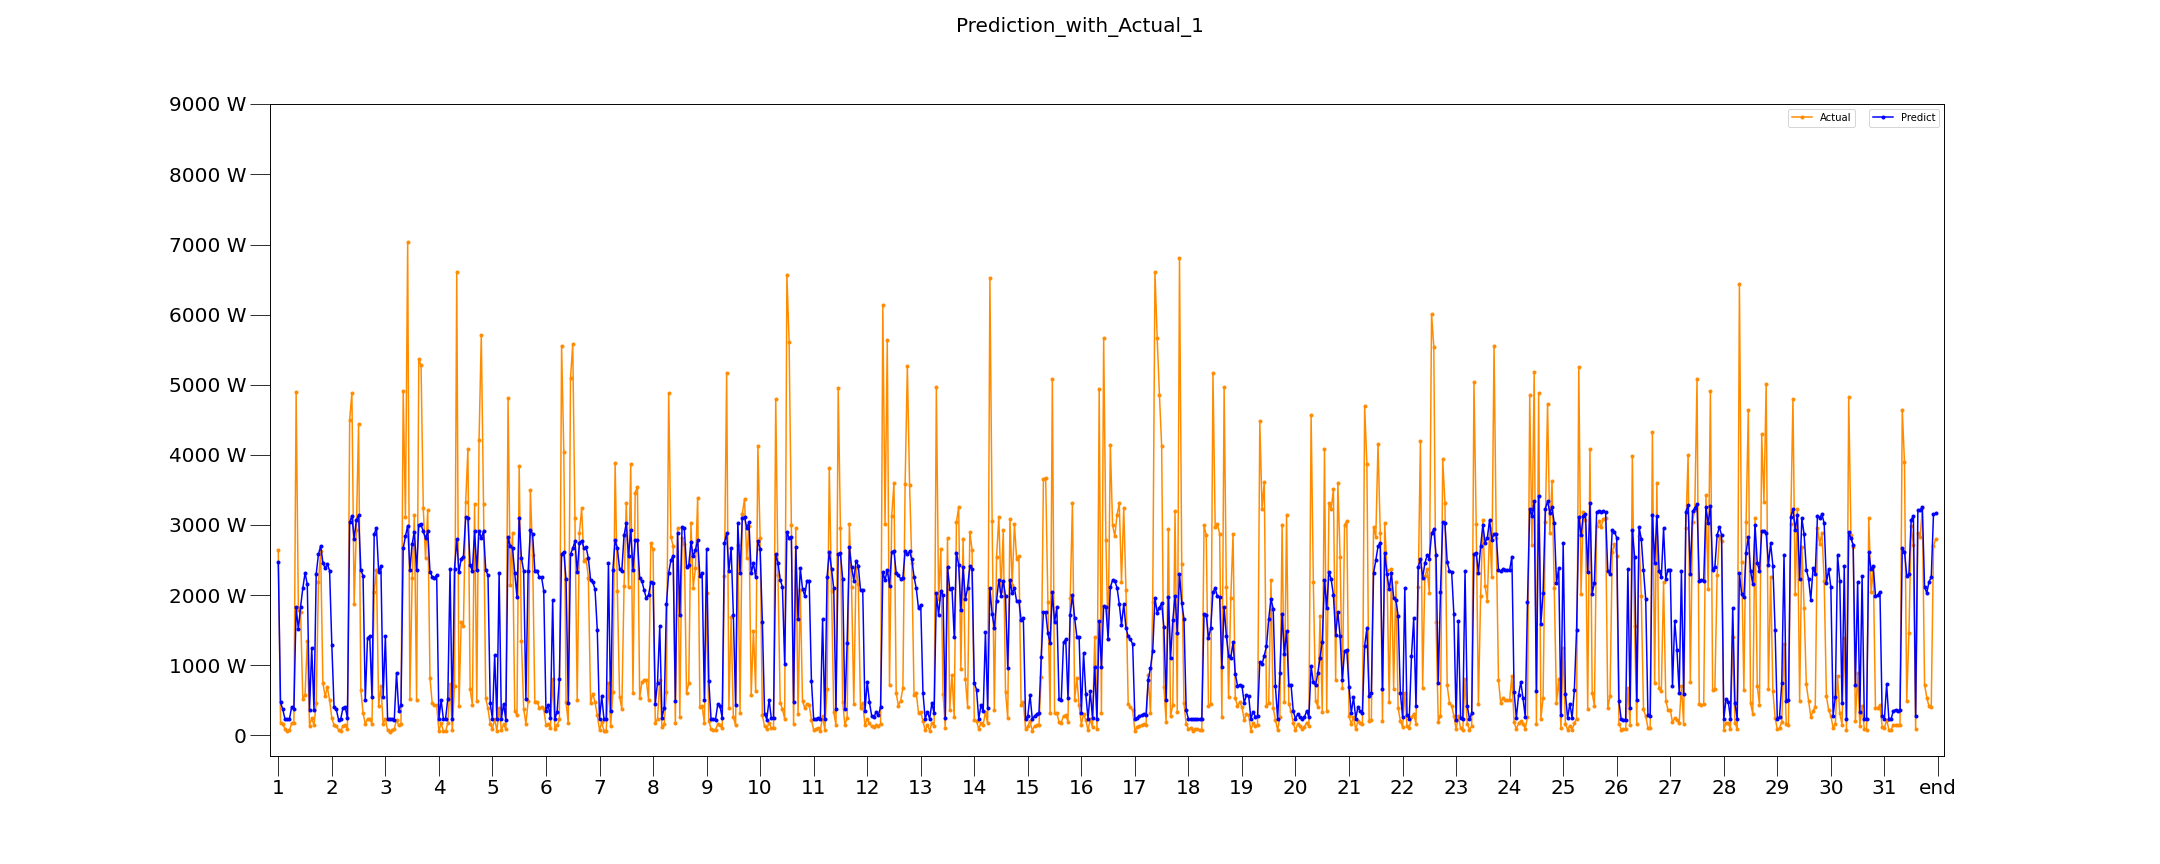 Prediction_with_Actual_1
Actual Predict
9000 W
8000 W
7000 W
6000 W
5000 W
4000 W
3000 W
2000 W
1000 W
0
1 2 3 4 5 6 7 8 9 10 11 12 13 14 15 16 17 18 19 20 21 22 23 24 25 26 27 28 29 30 31 end